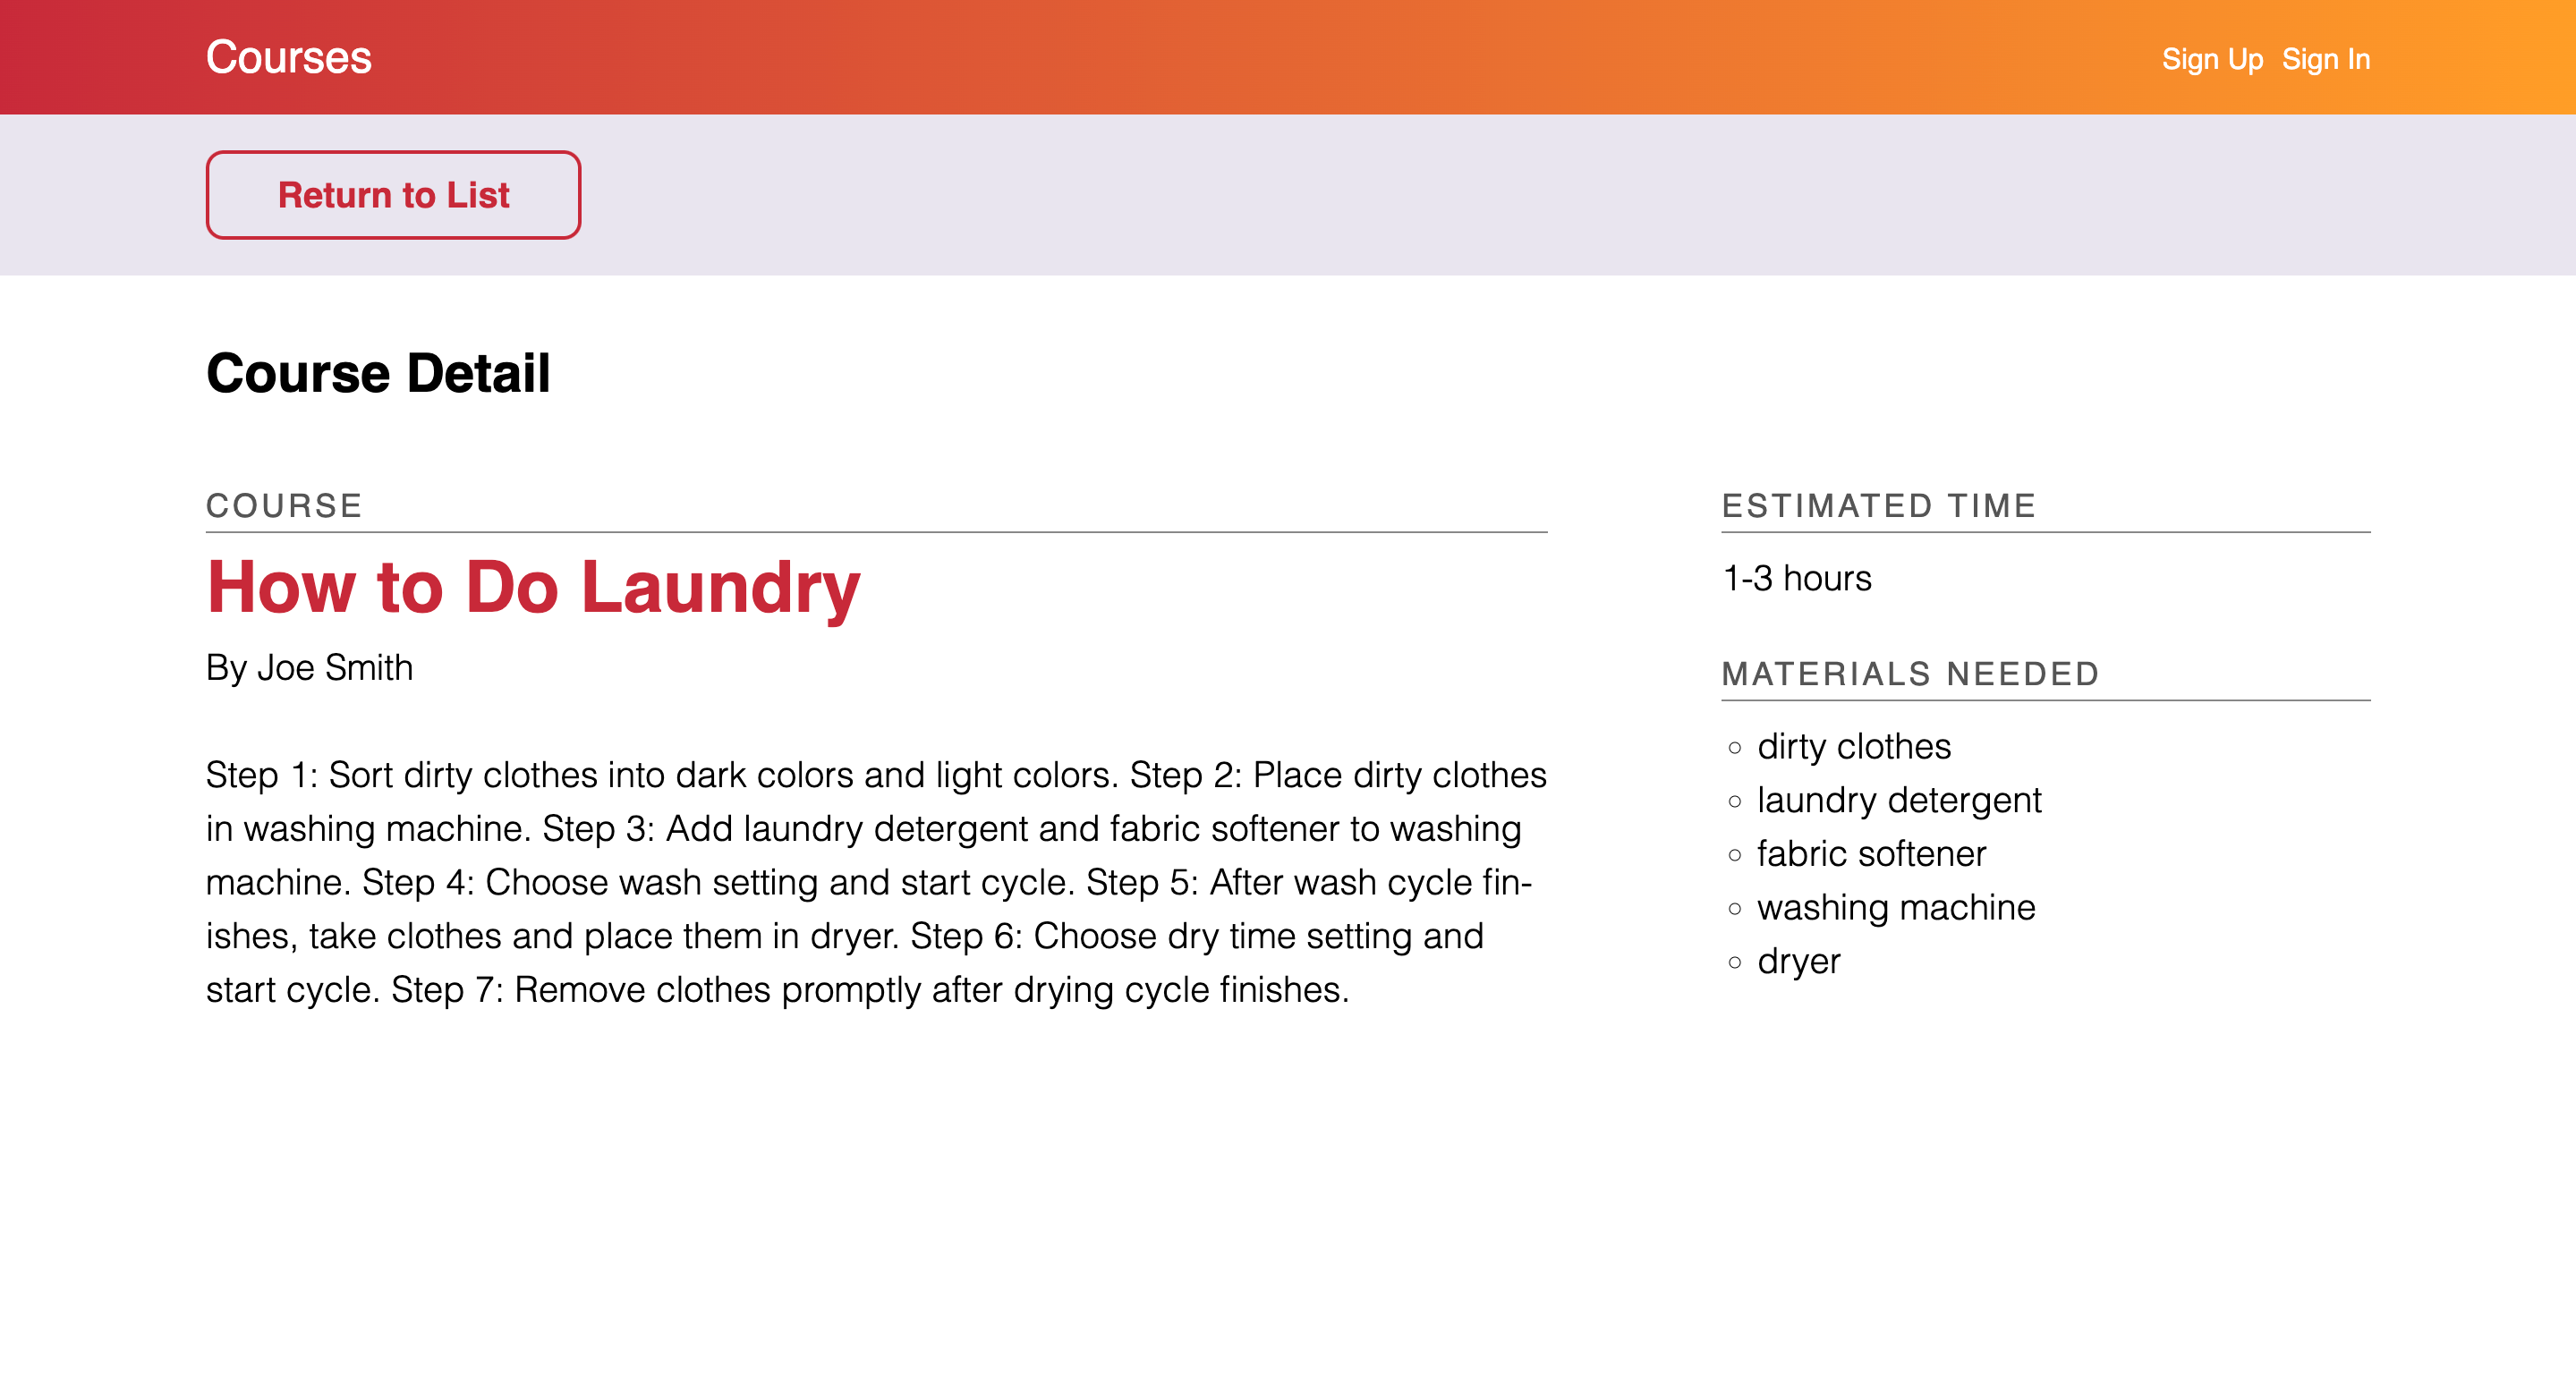 Courses
Sign Up Sign In
Return to List
Course Detail
COURSE
How to Do Laundry
By Joe Smith
Step 1: Sort dirty clothes into dark colors and light colors. Step 2: Place dirty clothes
in washing machine. Step 3: Add laundry detergent and fabric softener to washing
machine. Step 4: Choose wash setting and start cycle. Step 5: After wash cycle fin-
ishes, take clothes and place them in dryer. Step 6: Choose dry time setting and
start cycle. Step 7: Remove clothes promptly after drying cycle finishes.
ESTIMATED TIME
1-3 hours
MATERIALS NEEDED
dirty clothes
laundry detergent
fabric softener
washing machine
dryer